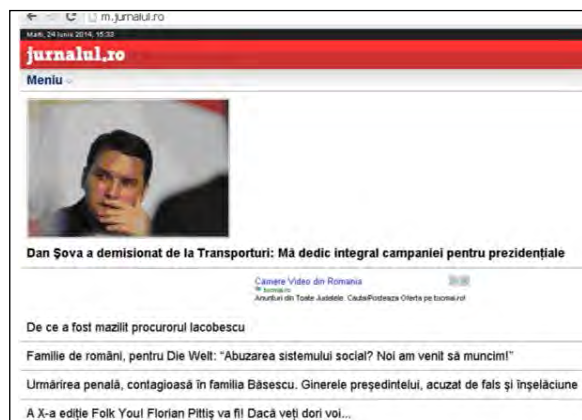 m.jurnalul.ro
Marti, 24 Iunie 2014, 15:33
jurnalul.ro
Meniu
Dan Şova a demisionat de la Transporturi: Mă dedic integral campaniei pentru prezidenţiale
Camere Video din Romania
tocmai.ro
Anunturi din Toate Judetele. Cauta/Posteaza Oferta pe tocmai.ro!
De ce a fost mazilit procurorul Iacobescu
Familie de români, pentru Die Welt: “Abuzarea sistemului social? Noi am venit să muncim!”
Urmărirea penală, contagioasă în familia Băsescu. Ginerele preşedintelui, acuzat de fals şi înşelăciune
A X-a ediţie Folk You! Florian Pittiş va fi! Dacă veţi dori voi...